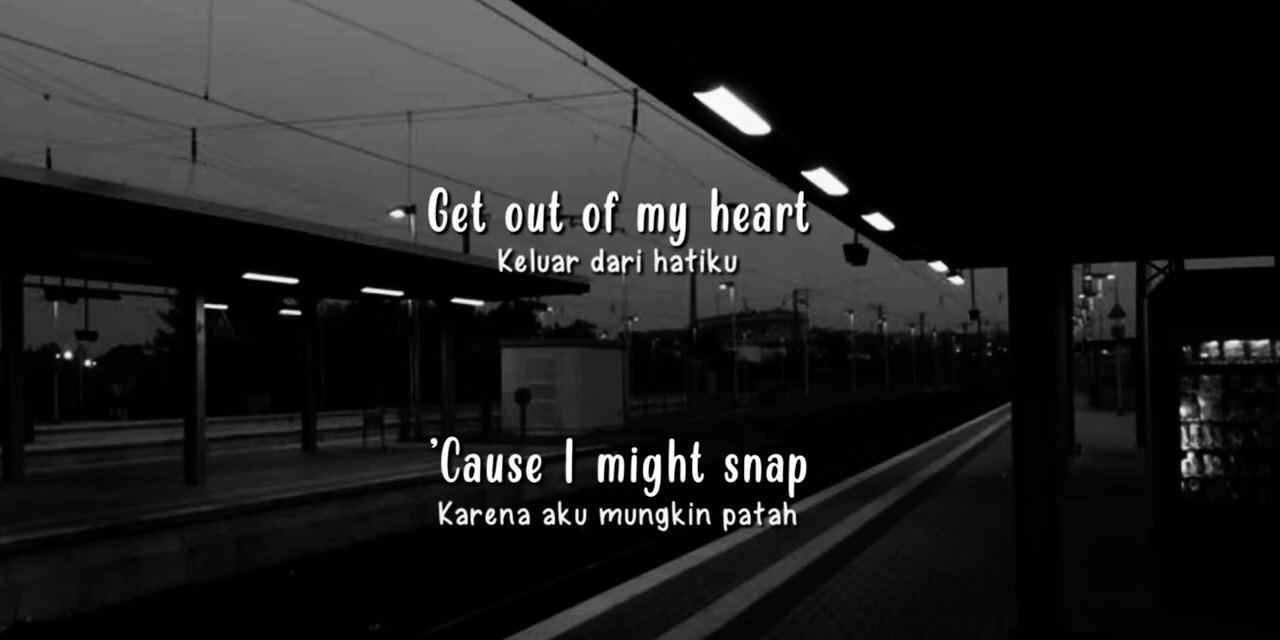 Get out of my heart
Keluar dari hatiku
'Cause I might snap
Karena aku mungkin patah